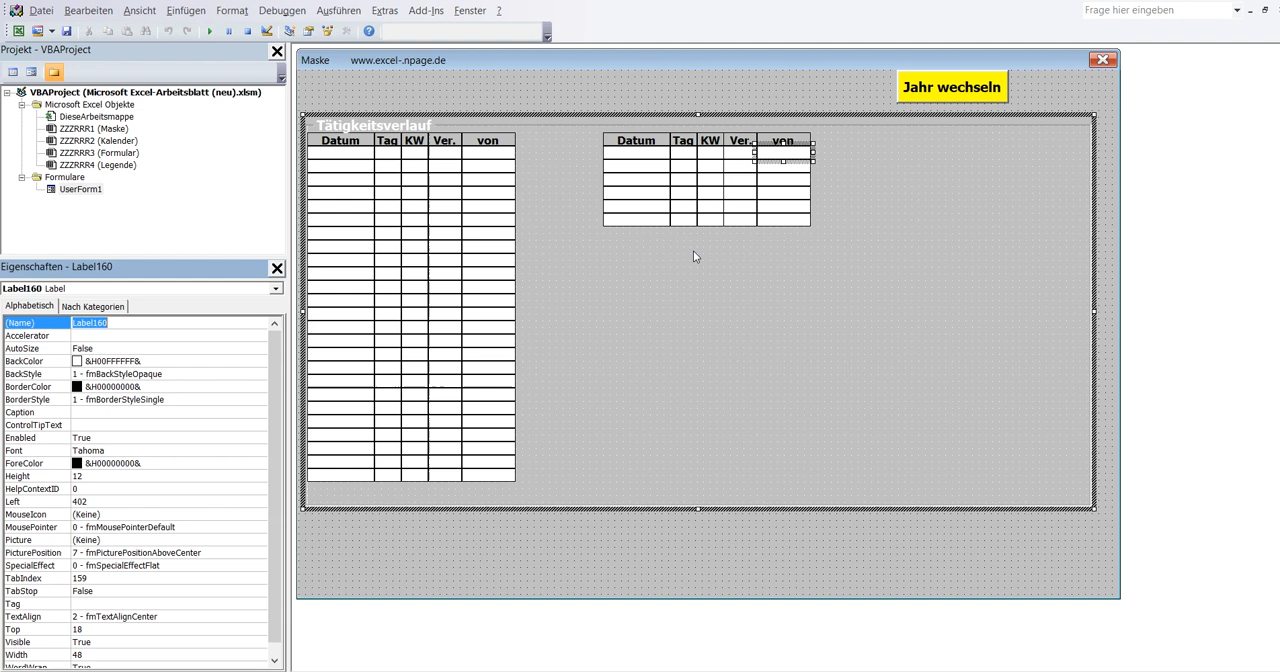 Datei Bearbeiten Ansicht Einfügen Format Debuggen Ausführen Extras Add-Ins Fenster ? Frage hier eingeben
Projekt - VBAProject
VBAProject (Microsoft Excel-Arbeitsblatt (neu).xlsm)
Microsoft Excel Objekte
DieseArbeitsmappe
ZZZRRR1 (Maske)
ZZZRRR2 (Kalender)
ZZZRRR3 (Formular)
ZZZRRR4 (Legende)
Formulare
UserForm1
Eigenschaften - Label160
Label160 Label
Alphabetisch Nach Kategorien
(Name) Label160
Accelerator
AutoSize False
BackColor &H00FFFFFF&
BackStyle 1 - fmBackStyleOpaque
BorderColor &H00000000&
BorderStyle 1 - fmBorderStyleSingle
Caption
ControlTipText
Enabled True
Font Tahoma
ForeColor &H00000000&
Height 12
HelpContextID 0
Left 402
MouseIcon (Keine)
MousePointer 0 - fmMousePointerDefault
Picture (Keine)
PicturePosition 7 - fmPicturePositionAboveCenter
SpecialEffect 0 - fmSpecialEffectFlat
TabIndex 159
TabStop False
Tag
TextAlign 2 - fmTextAlignCenter
Top 18
Visible True
Width 48
WordWrap True
Maske www.excel-.npage.de
Jahr wechseln
Tätigkeitsverlauf
Datum Tag KW Ver. von
Datum Tag KW Ver. von